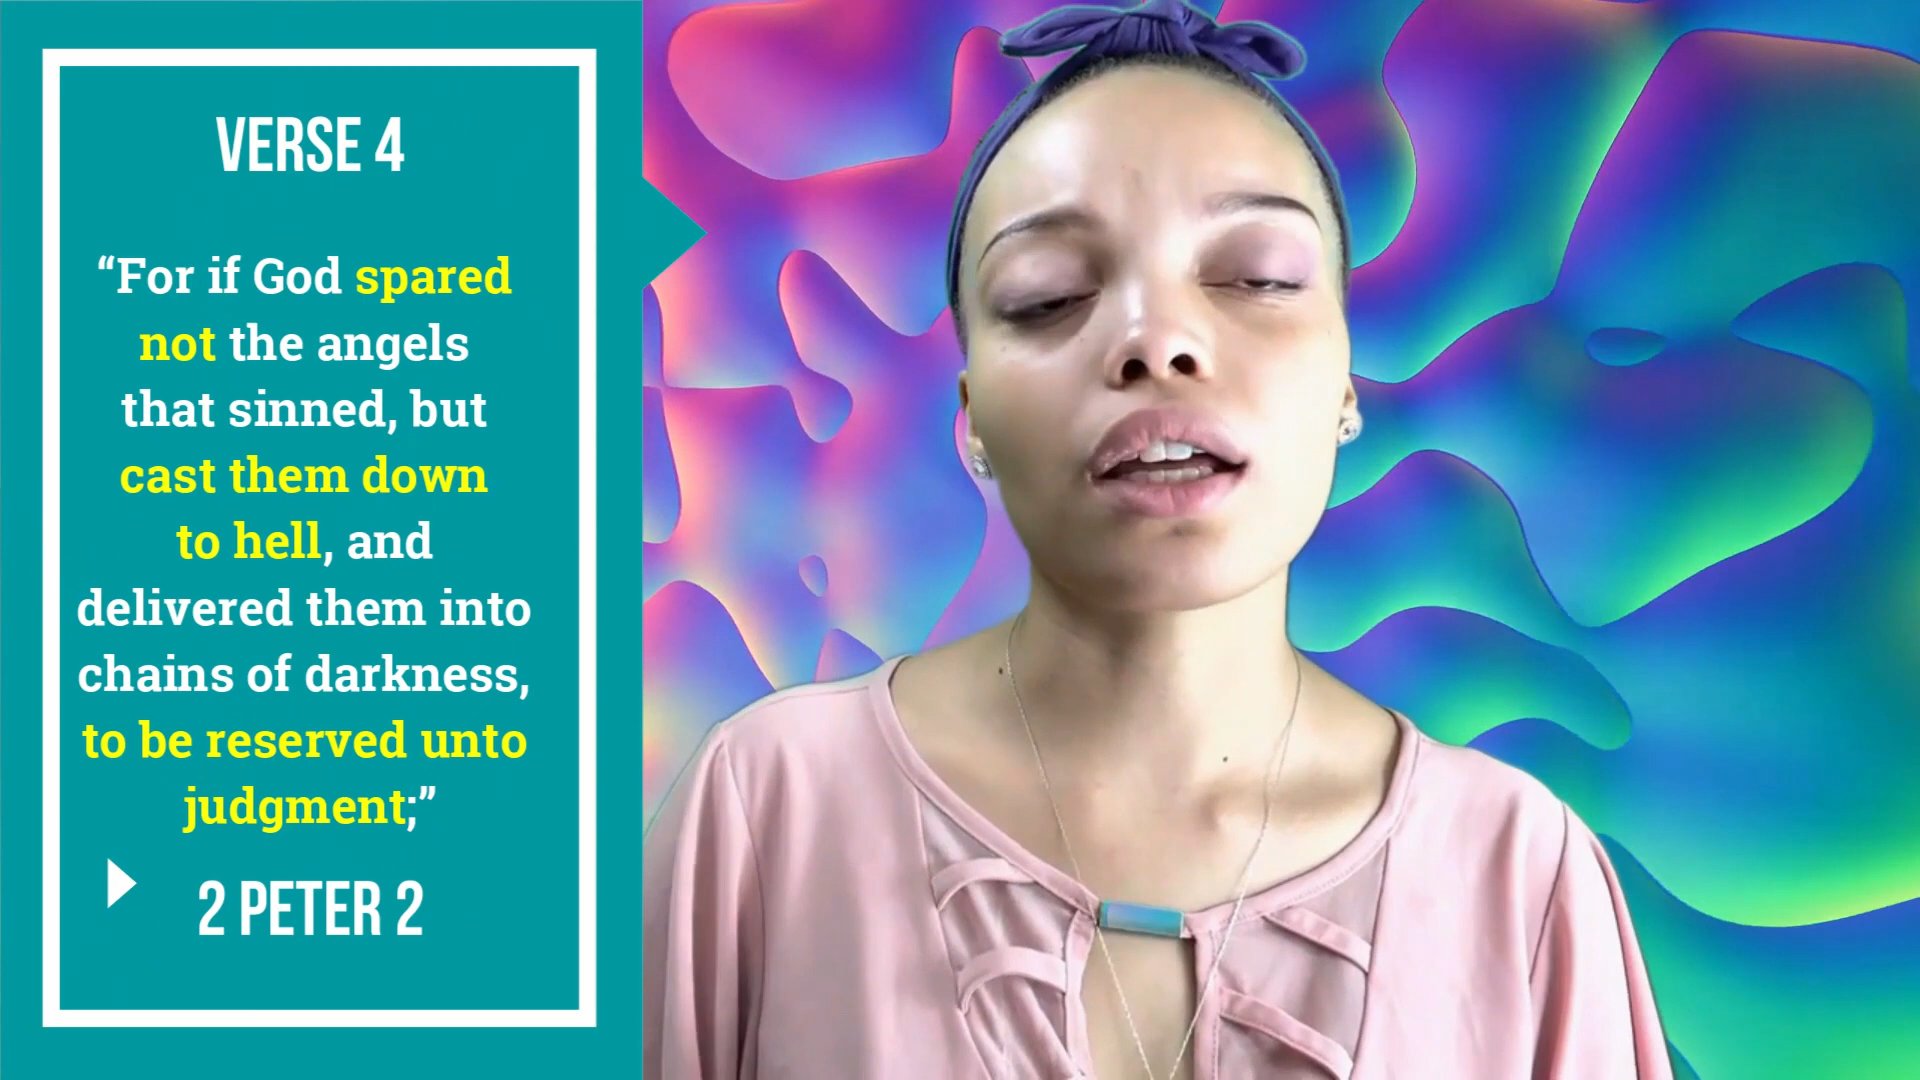 VERSE 4
“For if God spared
not the angels
that sinned, but
cast them down
to hell, and
delivered them into
chains of darkness,
to be reserved unto
judgment;”
2 PETER 2